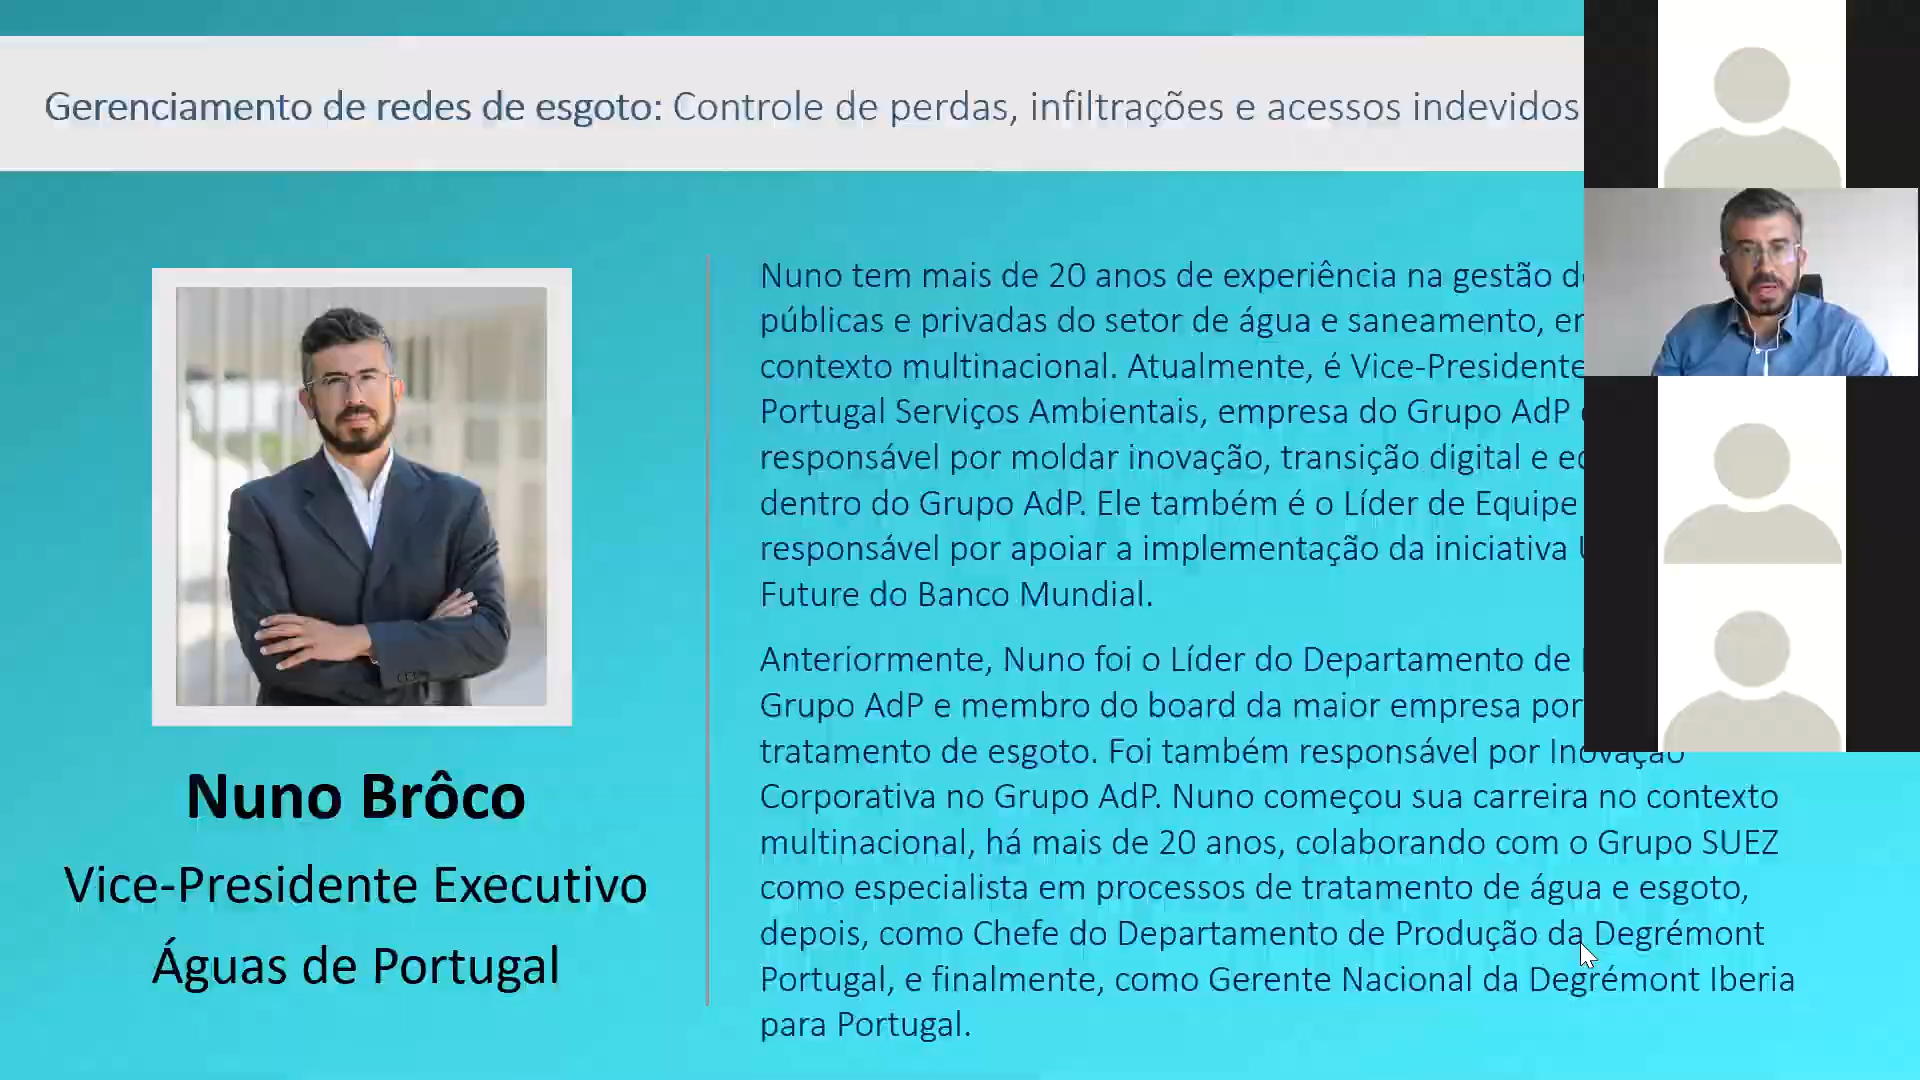 Gerenciamento de redes de esgoto: Controle de perdas, infiltrações e acessos indevidos
Nuno tem mais de 20 anos de experiência na gestão
públicas e privadas do setor de água e saneamento,
contexto multinacional. Atualmente, é Vice-Presidente
Portugal Serviços Ambientais, empresa do Grupo AdP
responsável por moldar inovação, transição digital e
dentro do Grupo AdP. Ele também é o Líder de Equipe
responsável por apoiar a implementação da iniciativa
Future do Banco Mundial.
Anteriormente, Nuno foi o Líder do Departamento de
Grupo AdP e membro do board da maior empresa
tratamento de esgoto. Foi também responsável por Inovação
Corporativa no Grupo AdP. Nuno começou sua carreira no contexto
multinacional, há mais de 20 anos, colaborando com o Grupo SUEZ
como especialista em processos de tratamento de água e esgoto,
depois, como Chefe do Departamento de Produção da Degrémont
Portugal, e finalmente, como Gerente Nacional da Degrémont Iberia
para Portugal.
Nuno Brôco
Vice-Presidente Executivo
Águas de Portugal